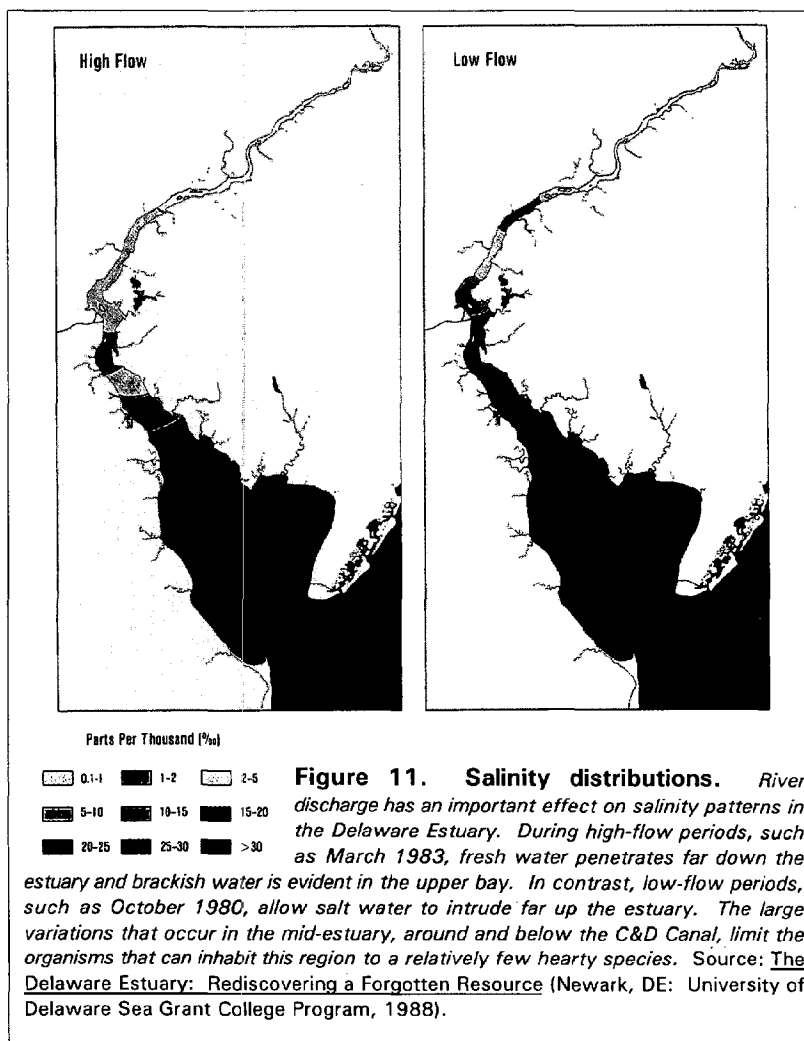 High Flow
Low Flow
Parts Per Thousand (‰)
0.1-1 1-2 2-5
5-10 10-15 15-20
20-25 25-30 >30
Figure 11. Salinity distributions. River
discharge has an important effect on salinity patterns in
the Delaware Estuary. During high-flow periods, such
as March 1983, fresh water penetrates far down the
estuary and brackish water is evident in the upper bay. In contrast, low-flow periods,
such as October 1980, allow salt water to intrude far up the estuary. The large
variations that occur in the mid-estuary, around and below the C&D Canal, limit the
organisms that can inhabit this region to a relatively few hearty species. Source: The
Delaware Estuary: Rediscovering a Forgotten Resource (Newark, DE: University of
Delaware Sea Grant College Program, 1988).